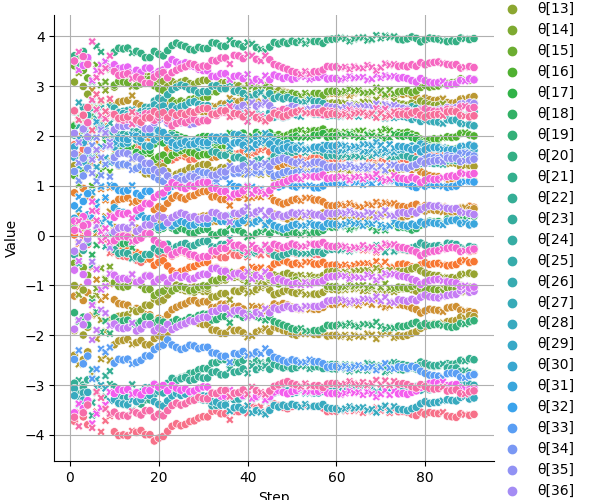 4
3
2
1
0
−1
−2
−3
−4
Value
0
20
40
60
80
Step
θ[13]
θ[14]
θ[15]
θ[16]
θ[17]
θ[18]
θ[19]
θ[20]
θ[21]
θ[22]
θ[23]
θ[24]
θ[25]
θ[26]
θ[27]
θ[28]
θ[29]
θ[30]
θ[31]
θ[32]
θ[33]
θ[34]
θ[35]
θ[36]